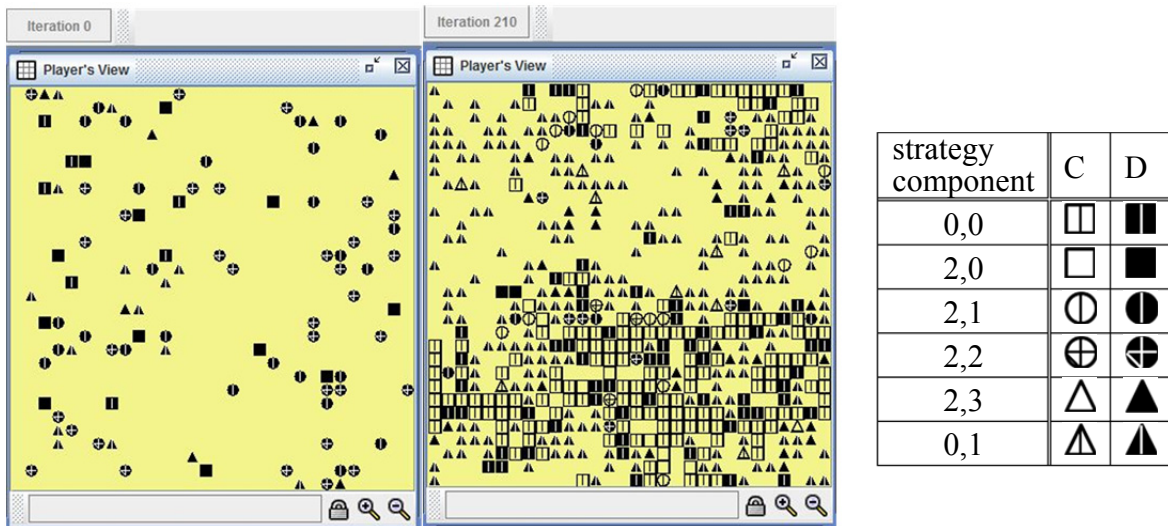 Iteration 0
Player's View
Iteration 210
Player's View
strategy component C D
0,0
2,0
2,1
2,2
2,3
0,1